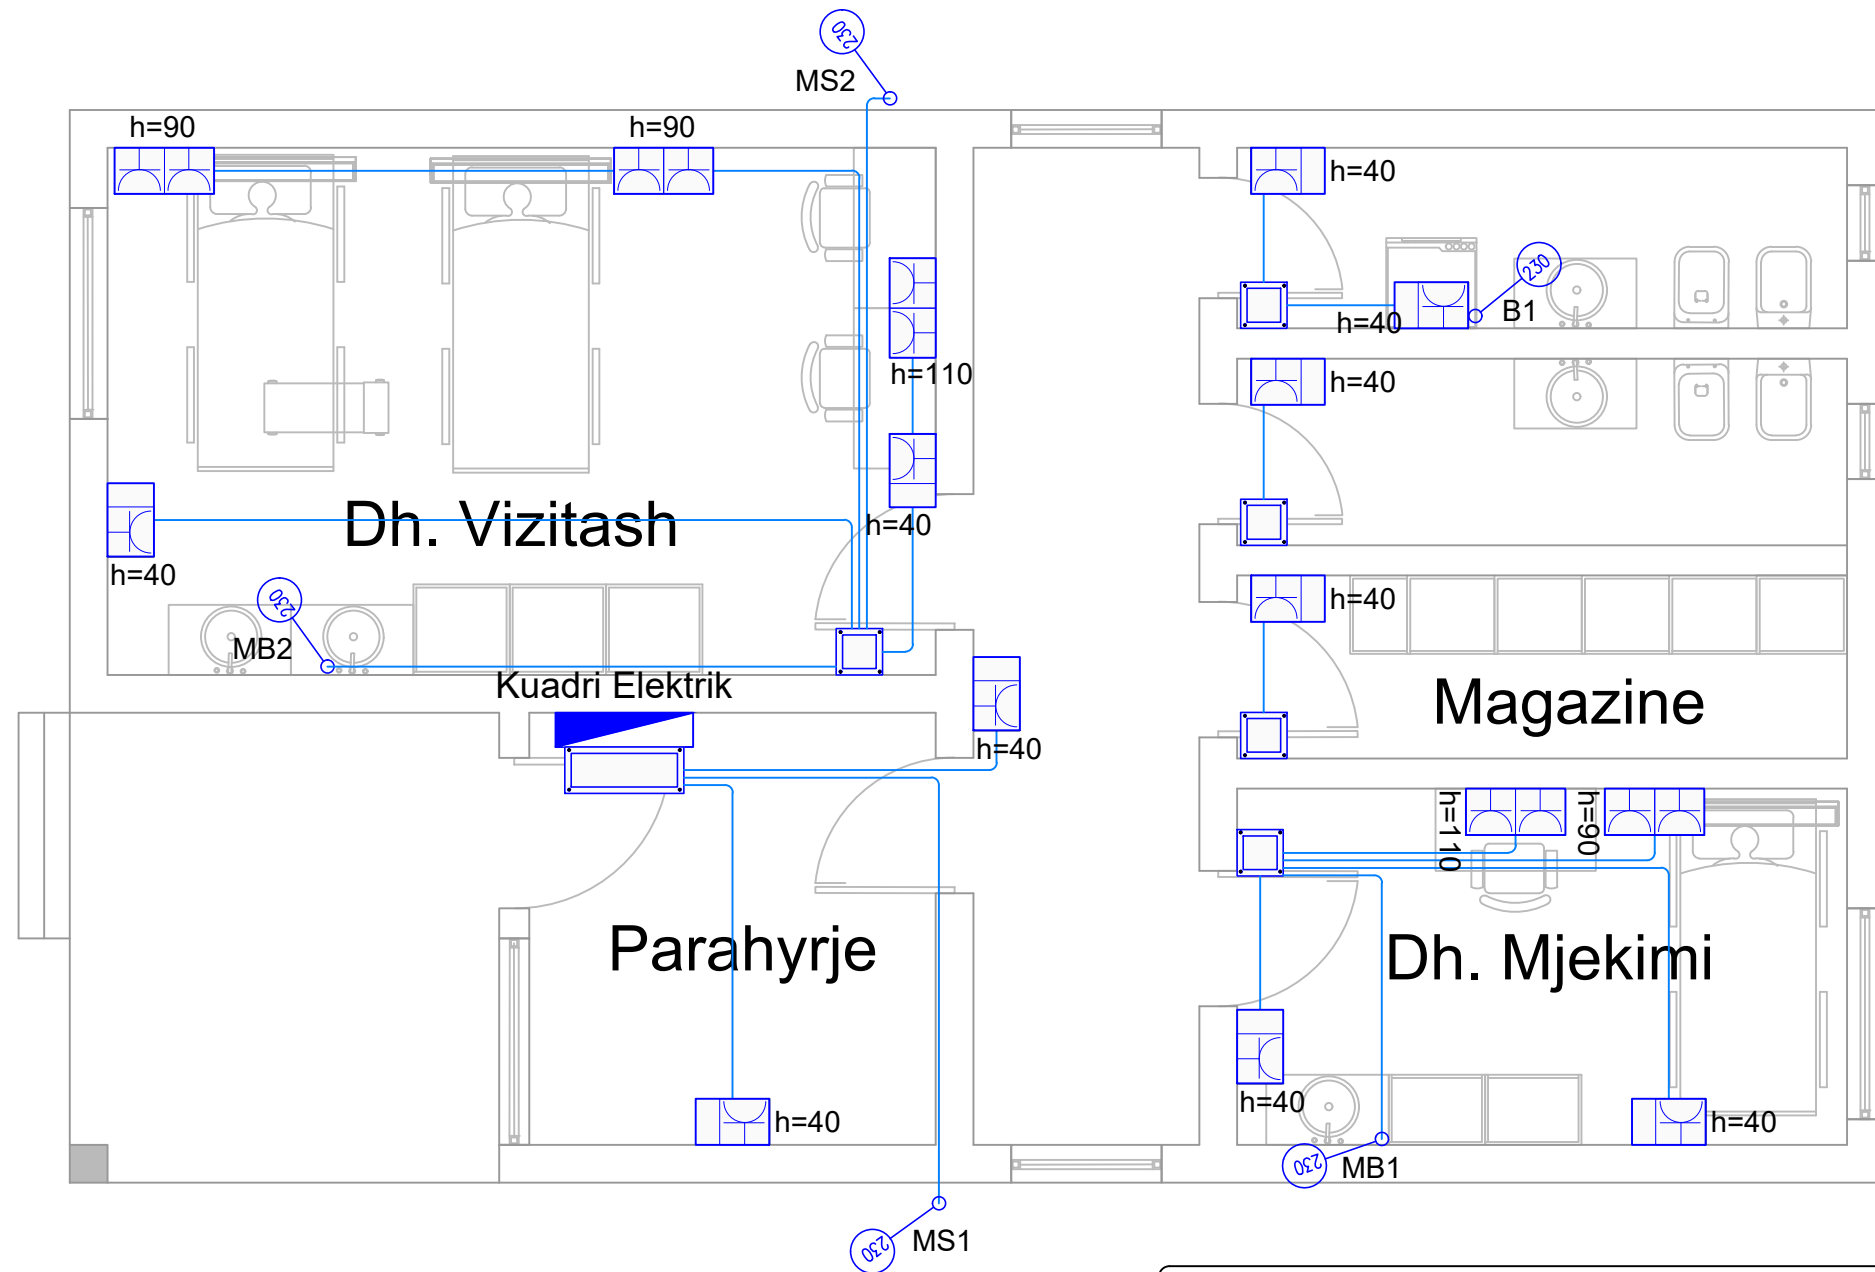 230
MS2
h=90
h=90
h=40
230
B1
h=40
h=110
h=40
Dh. Vizitash
h=40
h=40
230
h=40
MB2
Kuadri Elektrik
Magazine
h=40
h=110
h=90
Parahyrje
Dh. Mjekimi
h=40
h=40
h=40
230
MB1
230
MS1